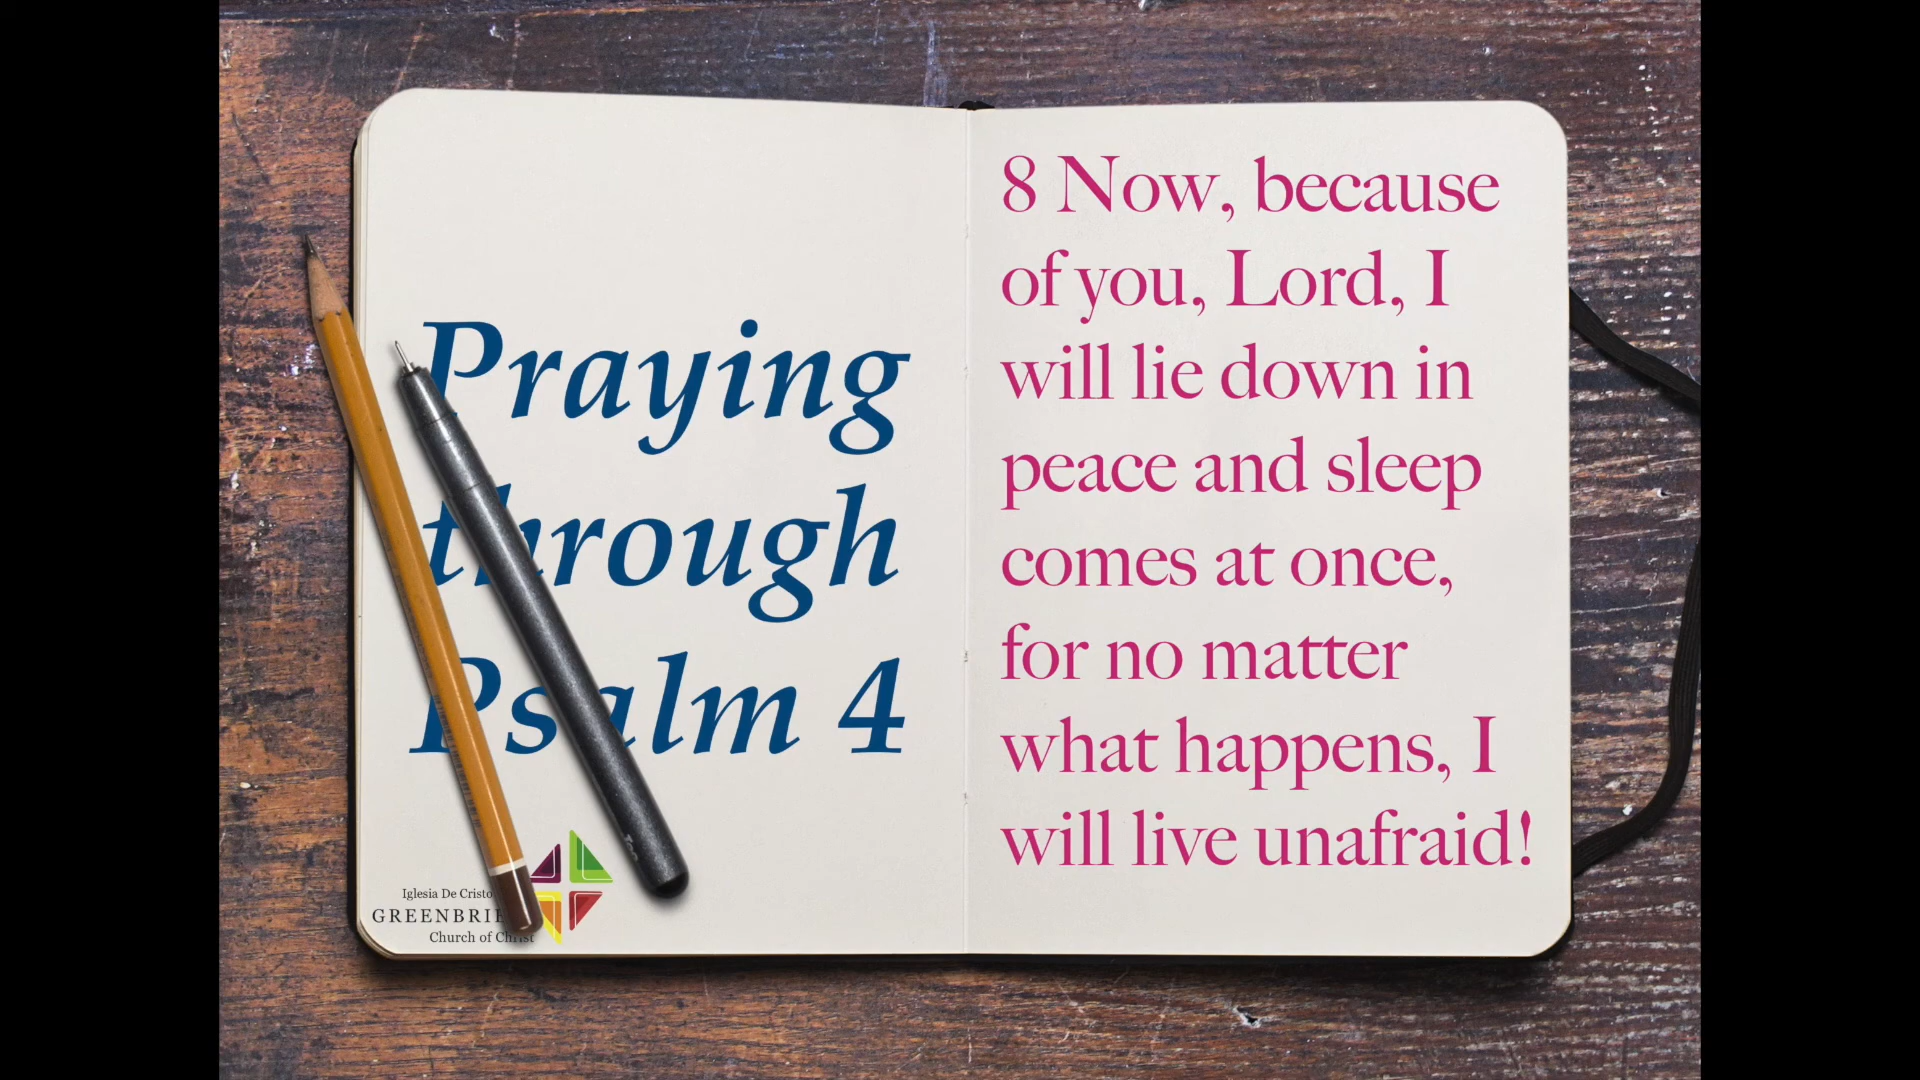 Praying
through
Psalm 4
Iglesia De Cristo
Church of Christ
8 Now, because
of you, Lord, I
will lie down in
peace and sleep
comes at once,
for no matter
what happens, I
will live unafraid!